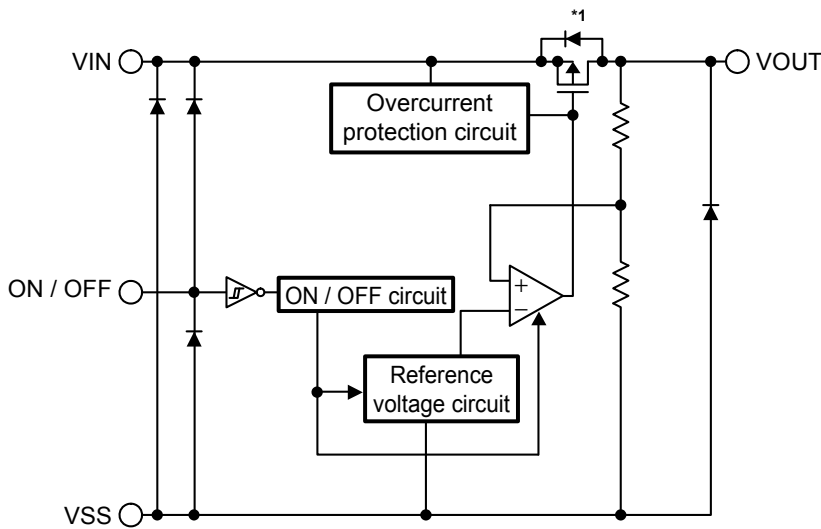 *1
VIN
VOUT
Overcurrent
protection circuit
ON / OFF
ON / OFF circuit
+
−
Reference
voltage circuit
VSS